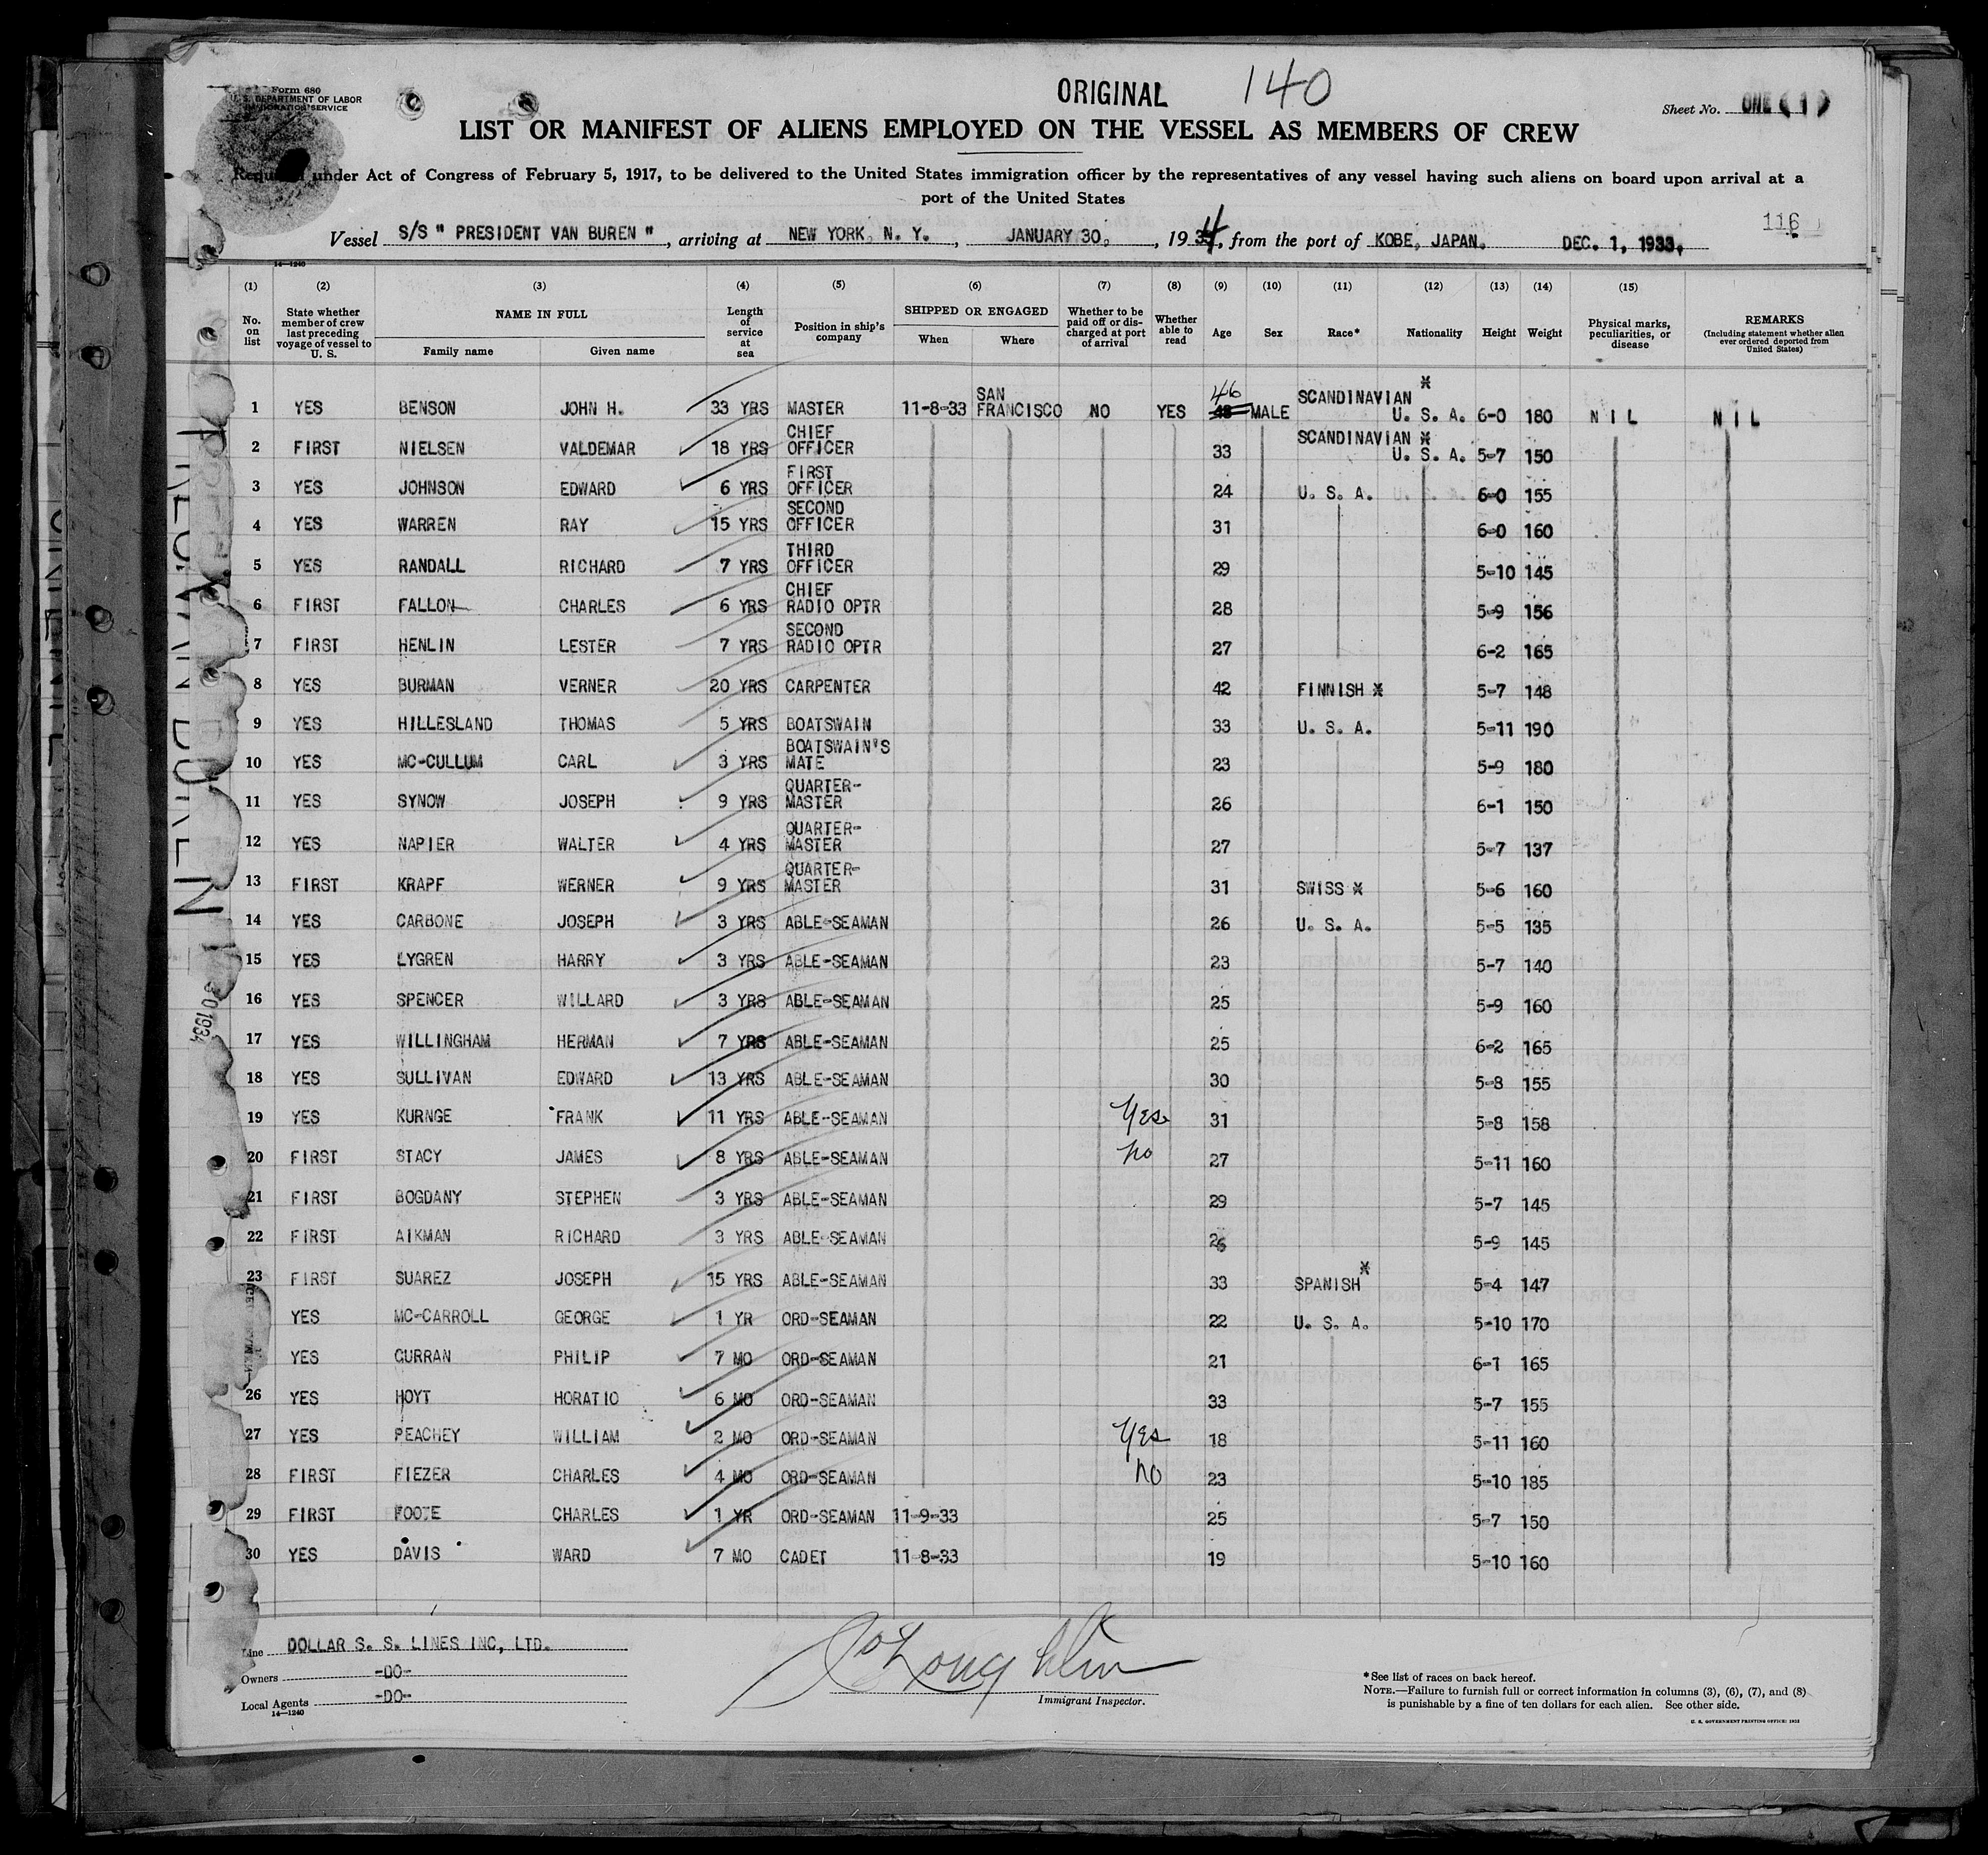 Form 680
U. S. DEPARTMENT OF LABOR
IMMIGRATION SERVICE
ORIGINAL 140
Sheet No. ONE (1)
LIST OR MANIFEST OF ALIENS EMPLOYED ON THE VESSEL AS MEMBERS OF CREW
under Act of Congress of February 5, 1917, to be delivered to the United States immigration officer by the representatives of any vessel having such aliens on board upon arrival at a
port of the United States
116
Vessel S/S " PRESIDENT VAN BUREN ", arriving at NEW YORK, N. Y., JANUARY 30, , 1934, from the port of KOBE, JAPAN. DEC. 1, 1933.
14—1240
(1) (2) (3) (4) (5) (6) (7) (8) (9) (10) (11) (12) (13) (14) (15)
No. on list State whether member of crew last preceding voyage of vessel to U. S. NAME IN FULL Family name Given name Length of service at sea Position in ship's company SHIPPED OR ENGAGED When Where Whether to be paid off or discharged at port of arrival Whether able to read Age Sex Race* Nationality Height Weight Physical marks, peculiarities, or disease REMARKS (Including statement whether alien ever ordered deported from United States)
1 YES BENSON JOHN H. 33 YRS MASTER 11-8-33 SAN FRANCISCO NO YES 46 MALE SCANDINAVIAN * U. S. A. 6-0 180 N I L N I L
2 FIRST NIELSEN VALDEMAR 18 YRS CHIEF OFFICER 33 SCANDINAVIAN * U. S. A. 5-7 150
3 YES JOHNSON EDWARD 6 YRS FIRST OFFICER 24 U. S. A. U. S. A. 6-0 155
4 YES WARREN RAY 15 YRS SECOND OFFICER 31 6-0 160
5 YES RANDALL RICHARD 7 YRS THIRD OFFICER 29 5-10 145
6 FIRST FALLON CHARLES 6 YRS CHIEF RADIO OPTR 28 5-9 156
7 FIRST HENLIN LESTER 7 YRS SECOND RADIO OPTR 27 6-2 165
8 YES BURMAN VERNER 20 YRS CARPENTER 42 FINNISH * 5-7 148
9 YES HILLESLAND THOMAS 5 YRS BOATSWAIN 33 U. S. A. 5-11 190
10 YES MC-CULLUM CARL 3 YRS BOATSWAIN'S MATE 23 5-9 180
11 YES SYNOW JOSEPH 9 YRS QUARTER-MASTER 26 6-1 150
12 YES NAPIER WALTER 4 YRS QUARTER-MASTER 27 5-7 137
13 FIRST KRAPF WERNER 9 YRS QUARTER-MASTER 31 SWISS * 5-6 160
14 YES CARBONE JOSEPH 3 YRS ABLE-SEAMAN 26 U. S. A. 5-5 135
15 YES LYGREN HARRY 3 YRS ABLE-SEAMAN 23 5-7 140
16 YES SPENCER WILLARD 3 YRS ABLE-SEAMAN 25 5-9 160
17 YES WILLINGHAM HERMAN 7 YRS ABLE-SEAMAN 25 6-2 165
18 YES SULLIVAN EDWARD 13 YRS ABLE-SEAMAN 30 5-8 155
19 YES KURNGE FRANK 11 YRS ABLE-SEAMAN Yes 31 5-8 158
20 FIRST STACY JAMES 8 YRS ABLE-SEAMAN no 27 5-11 160
21 FIRST BOGDANY STEPHEN 3 YRS ABLE-SEAMAN 29 5-7 145
22 FIRST AIKMAN RICHARD 3 YRS ABLE-SEAMAN 26 5-9 145
23 FIRST SUAREZ JOSEPH 15 YRS ABLE-SEAMAN 33 SPANISH * 5-4 147
YES MC-CARROLL GEORGE 1 YR ORD-SEAMAN 22 U. S. A. 5-10 170
YES CURRAN PHILIP 7 MO ORD-SEAMAN 21 6-1 165
26 YES HOYT HORATIO 6 MO ORD-SEAMAN 33 5-7 155
27 YES PEACHEY WILLIAM 2 MO ORD-SEAMAN Yes 18 5-11 160
28 FIRST FIEZER CHARLES 4 MO ORD-SEAMAN no 23 5-10 185
29 FIRST FOOTE CHARLES 1 YR ORD-SEAMAN 11-9-33 25 5-7 150
30 YES DAVIS WARD 7 MO CADET 11-8-33 19 5-10 160
30 1934
Line DOLLAR S. S. LINES INC, LTD.
Owners -DO-
Local Agents -DO-
14—1240
Immigrant Inspector.
*See list of races on back hereof.
NOTE.—Failure to furnish full or correct information in columns (3), (6), (7), and (8)
is punishable by a fine of ten dollars for each alien. See other side.
U. S. GOVERNMENT PRINTING OFFICE: 1932